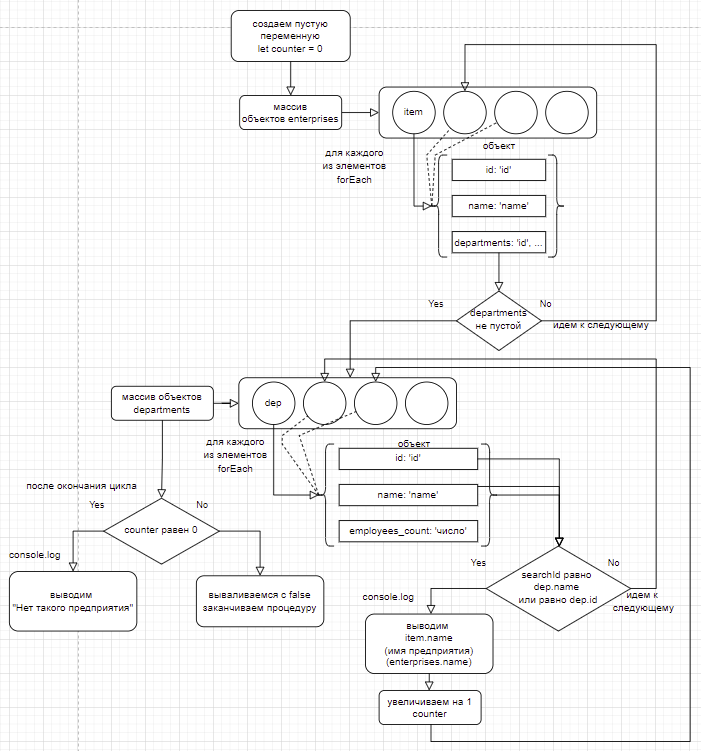 создаем пустую
переменную
let counter = 0
массив
объектов enterprises
item
для каждого
из элементов
forEach
объект
id: 'id'
name: 'name'
departments: 'id', ...
Yes
No
departments
не пустой
идем к следующему
массив объектов
departments
dep
для каждого
из элементов
forEach
объект
id: 'id'
name: 'name'
employees_count: 'число'
после окончания цикла
Yes
No
counter равен 0
console.log
выводим
"Нет такого предприятия"
вываливаемся с false
заканчиваем процедуру
Yes
No
searchId равно
dep.name
или равно dep.id
идем к
следующему
console.log
выводим
item.name
(имя предприятия)
(enterprises.name)
увеличиваем на 1
counter